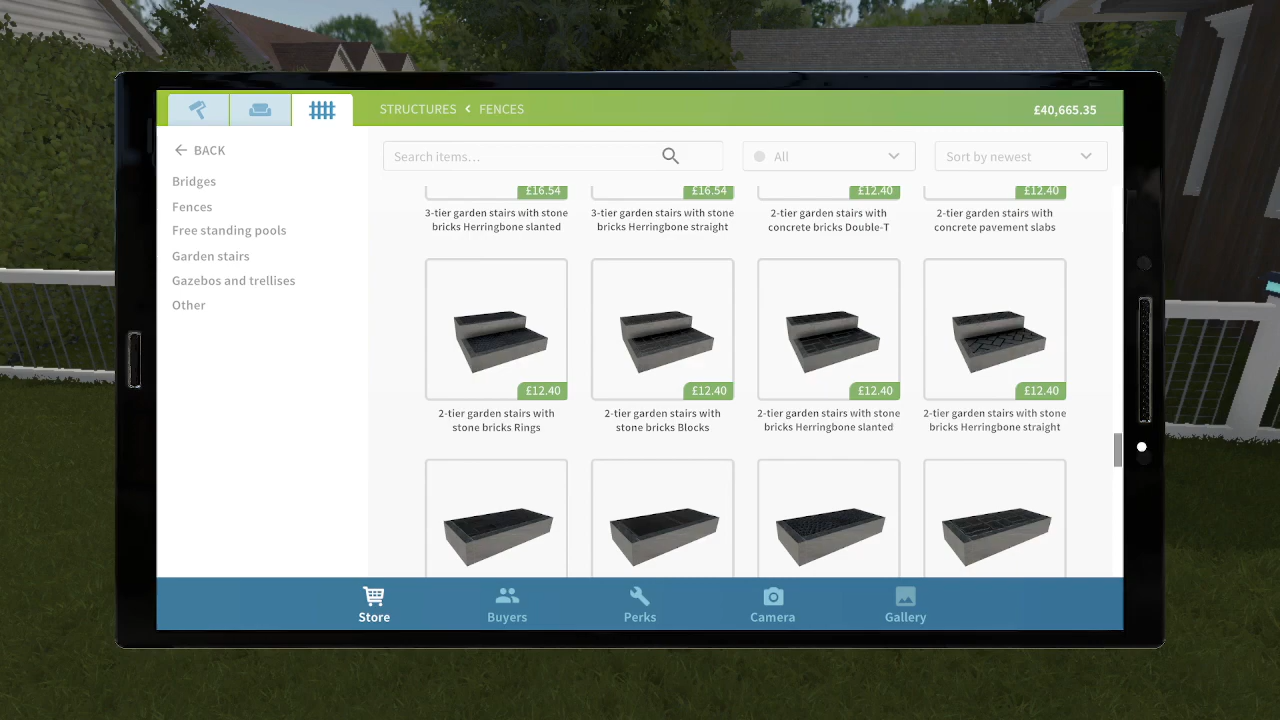 STRUCTURES < FENCES
£40,665.35
BACK
Search items...
All
Sort by newest
Bridges
Fences
Free standing pools
Garden stairs
Gazebos and trellises
Other
£16.54
£16.54
£12.40
£12.40
3-tier garden stairs with stone
bricks Herringbone slanted
3-tier garden stairs with stone
bricks Herringbone straight
2-tier garden stairs with
concrete bricks Double-T
2-tier garden stairs with
concrete pavement slabs
£12.40
£12.40
£12.40
£12.40
2-tier garden stairs with
stone bricks Rings
2-tier garden stairs with
stone bricks Blocks
2-tier garden stairs with stone
bricks Herringbone slanted
2-tier garden stairs with stone
bricks Herringbone straight
Store
Buyers
Perks
Camera
Gallery